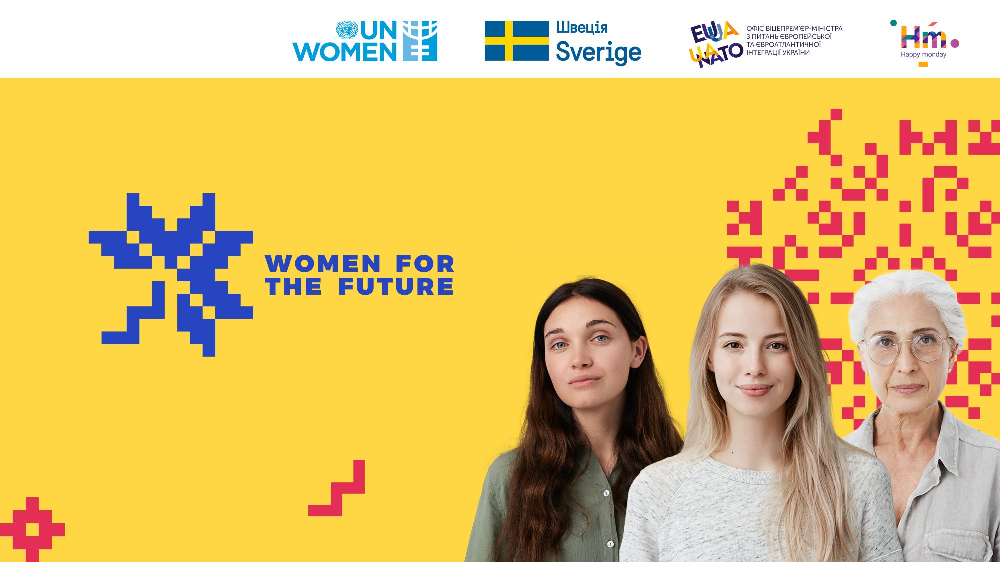 UN
WOMEN
Швеція
Sverige
EU UA
UA NATO
ОФІС ВІЦЕПРЕМ'ЄР-МІНІСТРА
З ПИТАНЬ ЄВРОПЕЙСЬКОЇ
ТА ЄВРОАТЛАНТИЧНОЇ
ІНТЕГРАЦІЇ УКРАЇНИ
Hm
Happy monday
WOMEN FOR
THE FUTURE